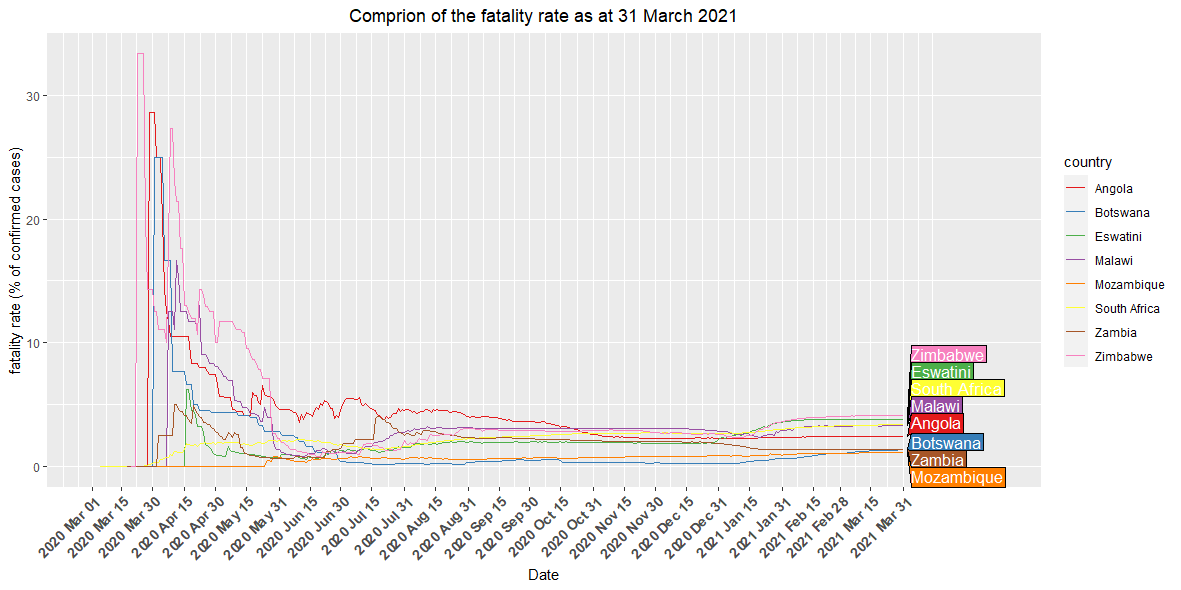 Comprion of the fatality rate as at 31 March 2021
fatality rate (% of confirmed cases)
30
20
10
0
Zimbabwe
Eswatini
South Africa
Malawi
Angola
Botswana
Zambia
Mozambique
2020 Mar 01
2020 Mar 15
2020 Mar 30
2020 Apr 15
2020 Apr 30
2020 May 15
2020 May 31
2020 Jun 15
2020 Jun 30
2020 Jul 15
2020 Jul 31
2020 Aug 15
2020 Aug 31
2020 Sep 15
2020 Sep 30
2020 Oct 15
2020 Oct 31
2020 Nov 15
2020 Nov 30
2020 Dec 15
2020 Dec 31
2021 Jan 15
2021 Jan 31
2021 Feb 15
2021 Feb 28
2021 Mar 15
2021 Mar 31
Date
country
Angola
Botswana
Eswatini
Malawi
Mozambique
South Africa
Zambia
Zimbabwe